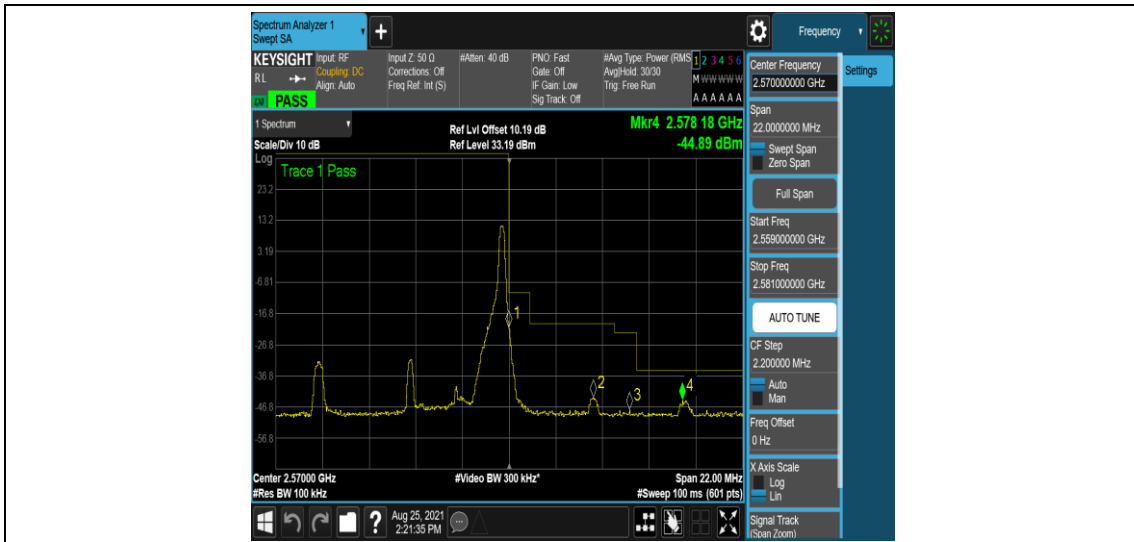 Spectrum Analyzer 1
Swept SA
+
Frequency
KEYSIGHT
RL
LXI
PASS
Input: RF
Coupling: DC
Align: Auto
Input Z: 50 Ω
Corrections: Off
Freq Ref: Int (S)
#Atten: 40 dB
PNO: Fast
Gate: Off
IF Gain: Low
Sig Track: Off
#Avg Type: Power (RMS
Avg|Hold: 30/30
Trig: Free Run
1 2 3 4 5 6
M W W W W W
A A A A A A
1 Spectrum
Scale/Div 10 dB
Ref Lvl Offset 10.19 dB
Ref Level 33.19 dBm
Mkr4 2.578 18 GHz
-44.89 dBm
Log
Trace 1 Pass
23.2
13.2
3.19
-6.81
-16.8
-26.8
-36.8
-46.8
-56.8
1
2
3
4
Center 2.57000 GHz
#Res BW 100 kHz
#Video BW 300 kHz*
Span 22.00 MHz
#Sweep 100 ms (601 pts)
Center Frequency
2.570000000 GHz
Settings
Span
22.0000000 MHz
Swept Span
Zero Span
Full Span
Start Freq
2.559000000 GHz
Stop Freq
2.581000000 GHz
AUTO TUNE
CF Step
2.200000 MHz
Auto
Man
Freq Offset
0 Hz
X Axis Scale
Log
Lin
Signal Track
(Span Zoom)
?
Aug 25, 2021
2:21:35 PM